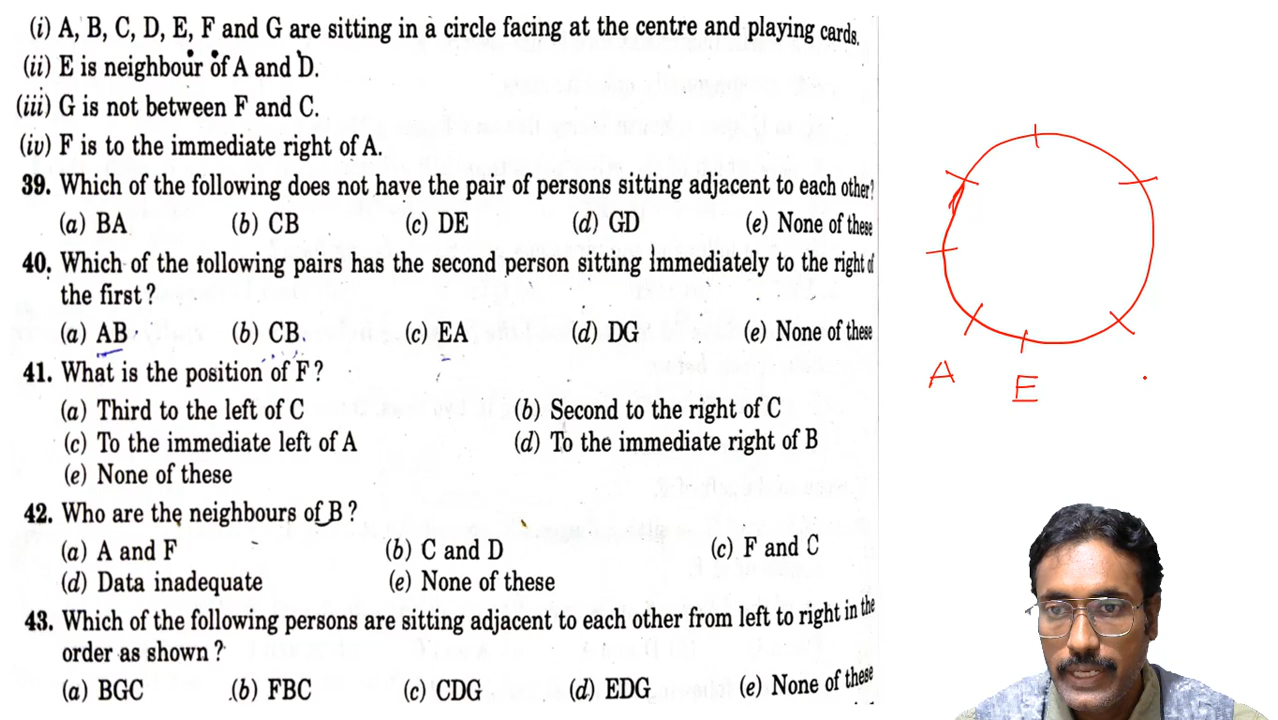 (i) A, B, C, D, E, F and G are sitting in a circle facing at the centre and playing cards.
(ii) E is neighbour of A and D.
(iii) G is not between F and C.
(iv) F is to the immediate right of A.
39. Which of the following does not have the pair of persons sitting adjacent to each other?
(a) BA (b) CB (c) DE (d) GD (e) None of these
40. Which of the following pairs has the second person sitting immediately to the right of
the first?
(a) AB (b) CB (c) EA (d) DG (e) None of these
41. What is the position of F?
(a) Third to the left of C (b) Second to the right of C
(c) To the immediate left of A (d) To the immediate right of B
(e) None of these
42. Who are the neighbours of B?
(a) A and F (b) C and D (c) F and C
(d) Data inadequate (e) None of these
43. Which of the following persons are sitting adjacent to each other from left to right in the
order as shown?
(a) BGC (b) FBC (c) CDG (d) EDG (e) None of these
A
E